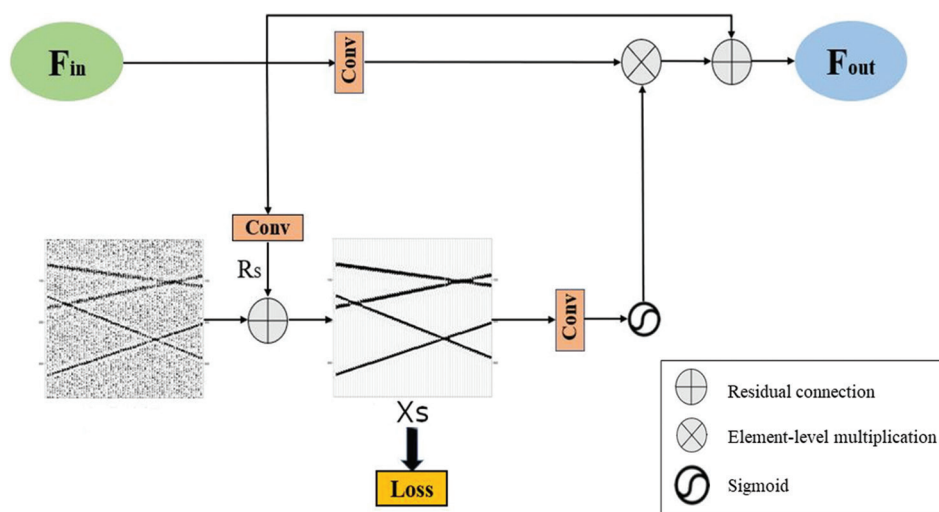 Fin
Conv
Fout
Conv
Rs
Conv
Xs
Loss
Residual connection
Element-level multiplication
Sigmoid